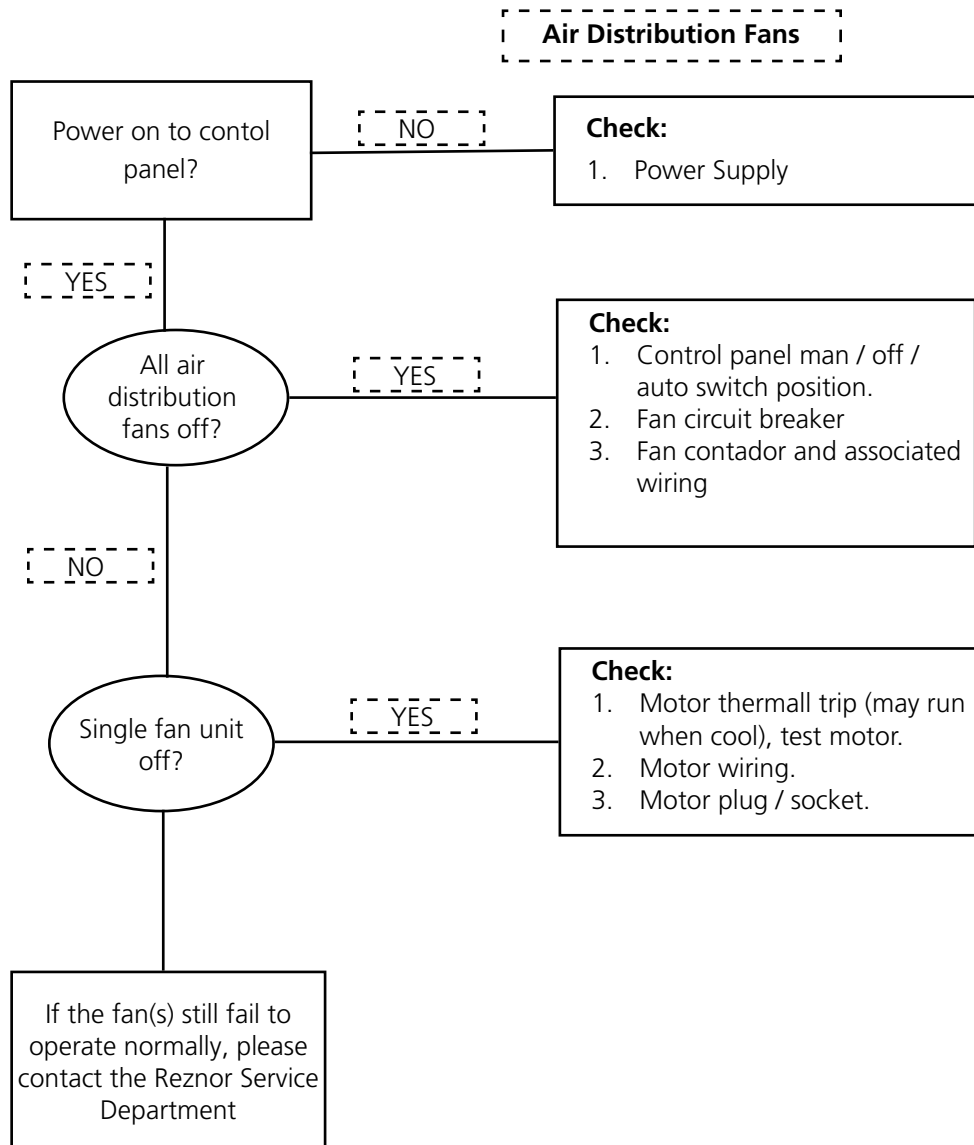 Air Distribution Fans
Power on to contol
panel?
NO
Check:
1. Power Supply
YES
All air
distribution
fans off?
YES
Check:
1. Control panel man / off /
auto switch position.
2. Fan circuit breaker
3. Fan contador and associated
wiring
NO
Single fan unit
off?
YES
Check:
1. Motor thermall trip (may run
when cool), test motor.
2. Motor wiring.
3. Motor plug / socket.
If the fan(s) still fail to
operate normally, please
contact the Reznor Service
Department